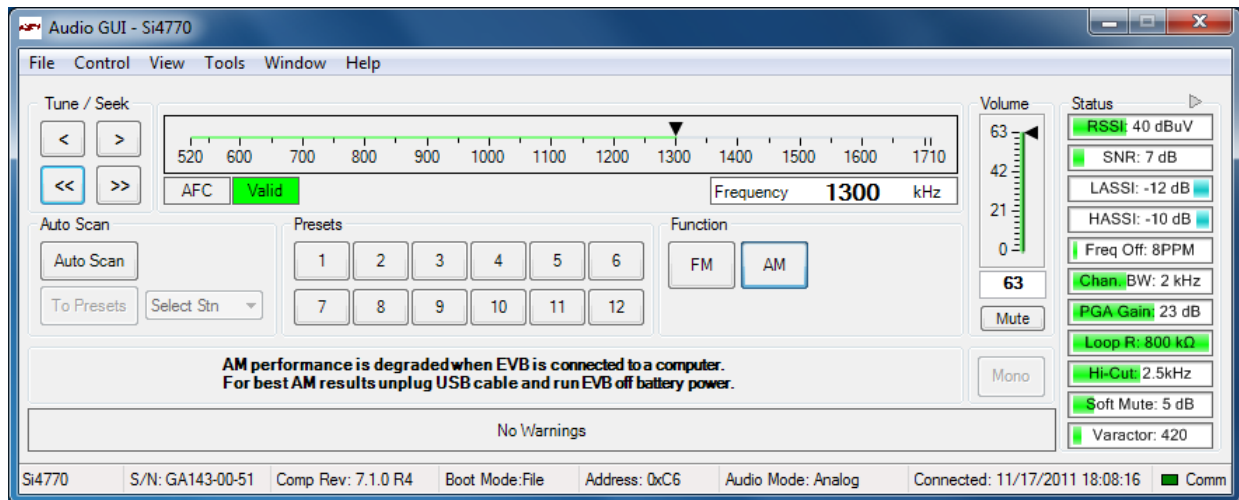 Audio GUI - Si4770
File Control View Tools Window Help
Tune / Seek
< >
<< >>
520 600 700 800 900 1000 1100 1200 1300 1400 1500 1600 1710
AFC Valid Frequency 1300 kHz
Auto Scan
Auto Scan
To Presets Select Stn
Presets
1 2 3 4 5 6
7 8 9 10 11 12
Function
FM AM
Volume
63
42
21
0
63
Mute
Mono
Status
RSSI: 40 dBuV
SNR: 7 dB
LASSI: -12 dB
HASSI: -10 dB
Freq Off: 8PPM
Chan. BW: 2 kHz
PGA Gain: 23 dB
Loop R: 800 kΩ
Hi-Cut: 2.5kHz
Soft Mute: 5 dB
Varactor: 420
AM performance is degraded when EVB is connected to a computer.
For best AM results unplug USB cable and run EVB off battery power.
No Warnings
Si4770 S/N: GA143-00-51 Comp Rev: 7.1.0 R4 Boot Mode:File Address: 0xC6 Audio Mode: Analog Connected: 11/17/2011 18:08:16 Comm